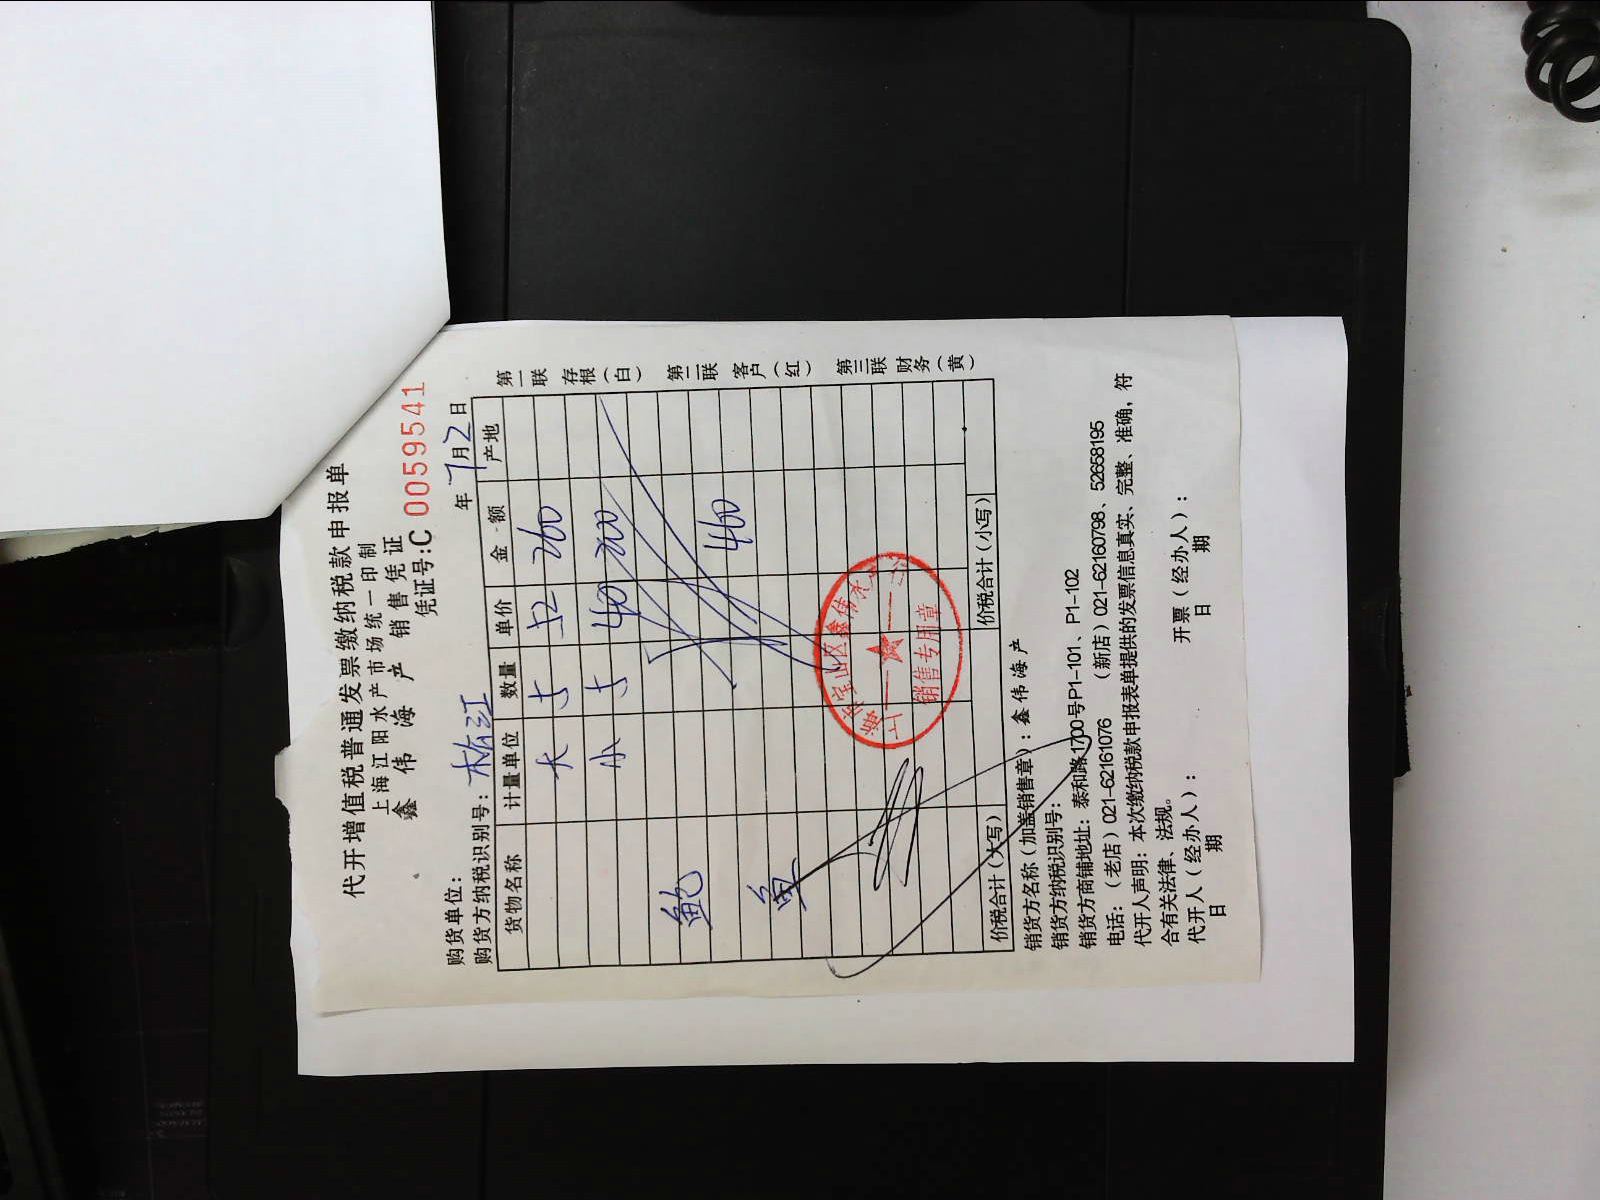 代开增值税普通发票缴纳税款申报单
上海江阳水产市场统一印制
鑫伟海产 销售凭证
凭证号:C 0059541
购货单位: 年 7月2日
购货方纳税识别号:
货物名称 计量单位 数量 单价 金额 产地
大 5 52 260
小 5 40 200
鲍
460
鱼
价税合计(大写) 价税合计(小写)
第一联 存根(白) 第二联 客户(红) 第三联 财务(黄)
销售专用章
销货方名称(加盖销售章):鑫伟海产
销货方纳税识别号:
销货方商铺地址:泰和路1700号P1-101、P1-102
电话:(老店)021-62161076 (新店)021-62160798、52658195
代开人声明:本次缴纳税款申报表单提供的发票信息真实、完整、准确,符
合有关法律、法规。
代开人(经办人): 开票(经办人):
日 期 日 期